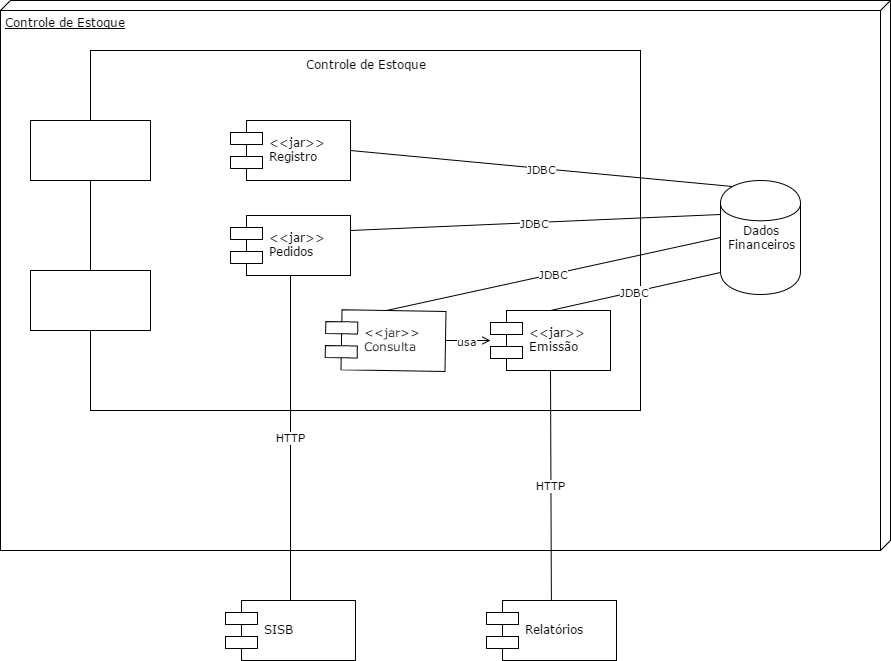 Controle de Estoque
Controle de Estoque
<<jar>>
Registro
JDBC
<<jar>>
Pedidos
JDBC
Dados
Financeiros
JDBC
JDBC
<<jar>>
Consulta
usa
<<jar>>
Emissão
HTTP
HTTP
SISB
Relatórios